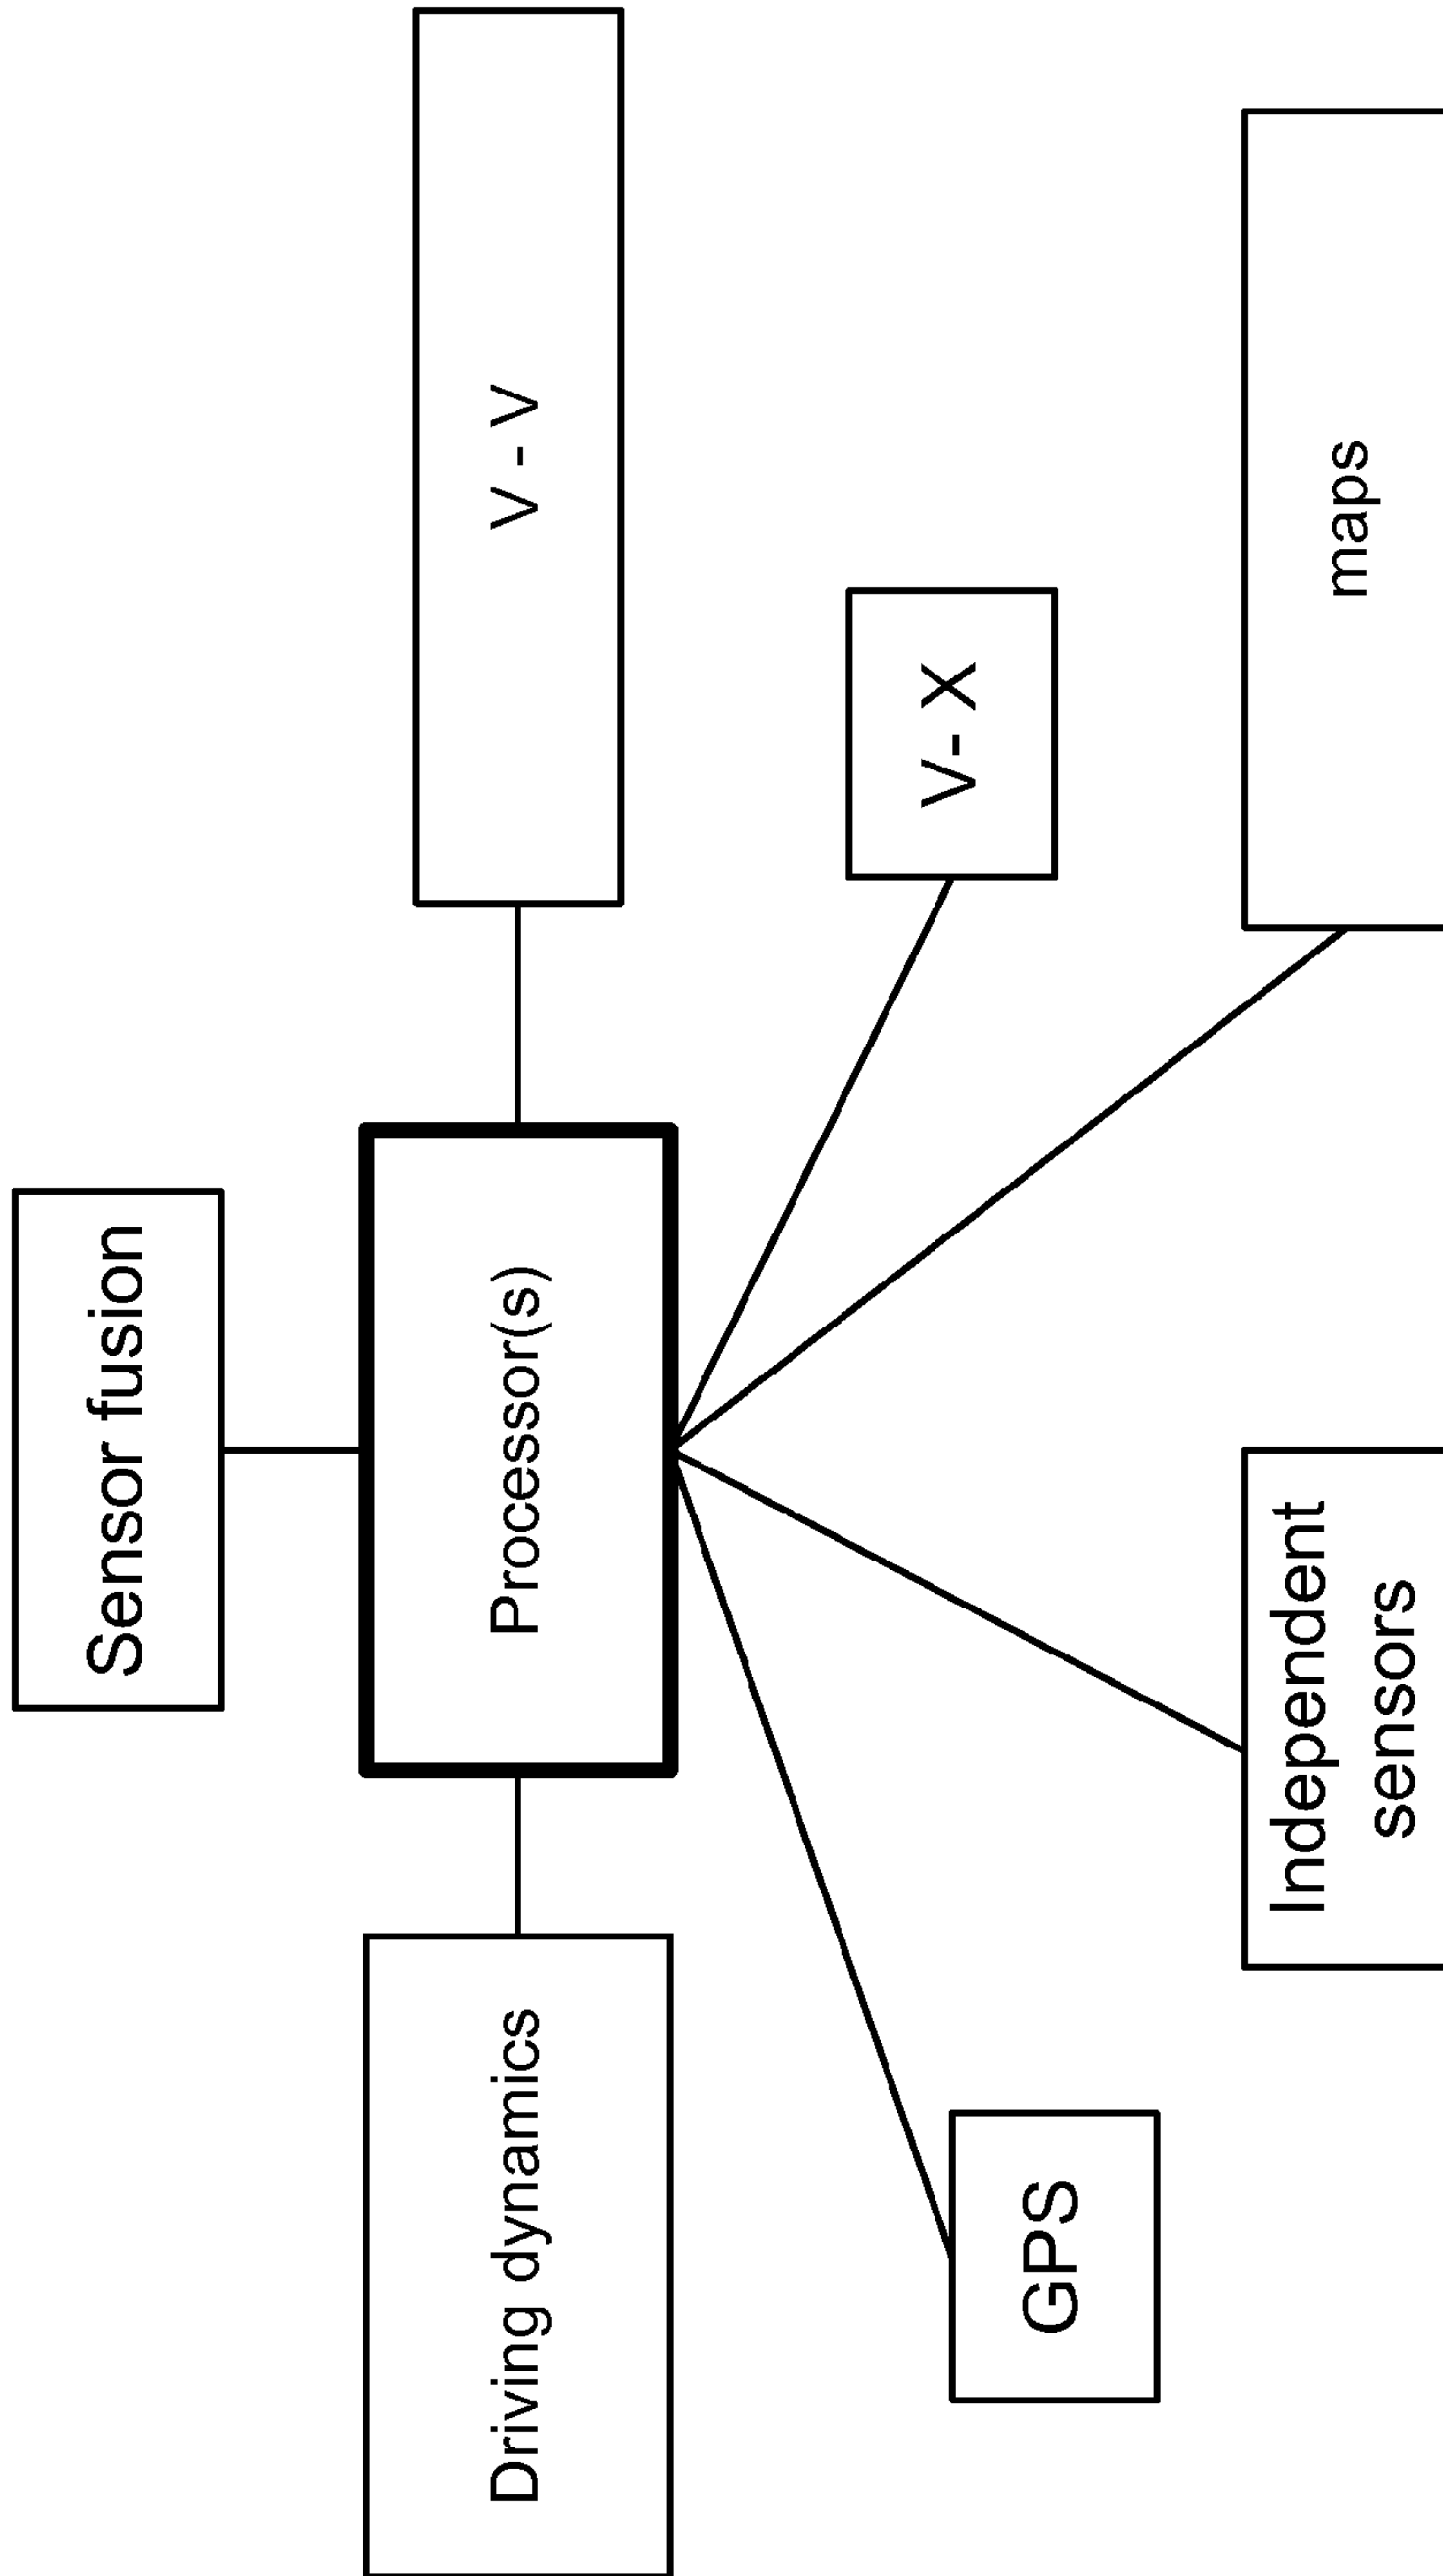 Sensor fusion
Driving dynamics
Processor(s)
V - V
GPS
V- X
Independent
sensors
maps